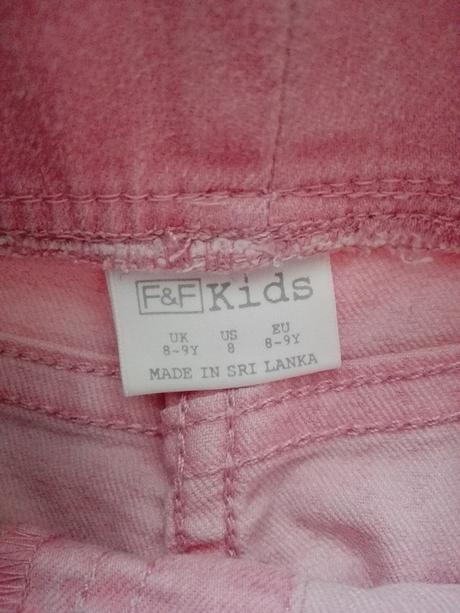 F&F Kids
UK US EU
8-9Y 8 8-9Y
MADE IN SRI LANKA